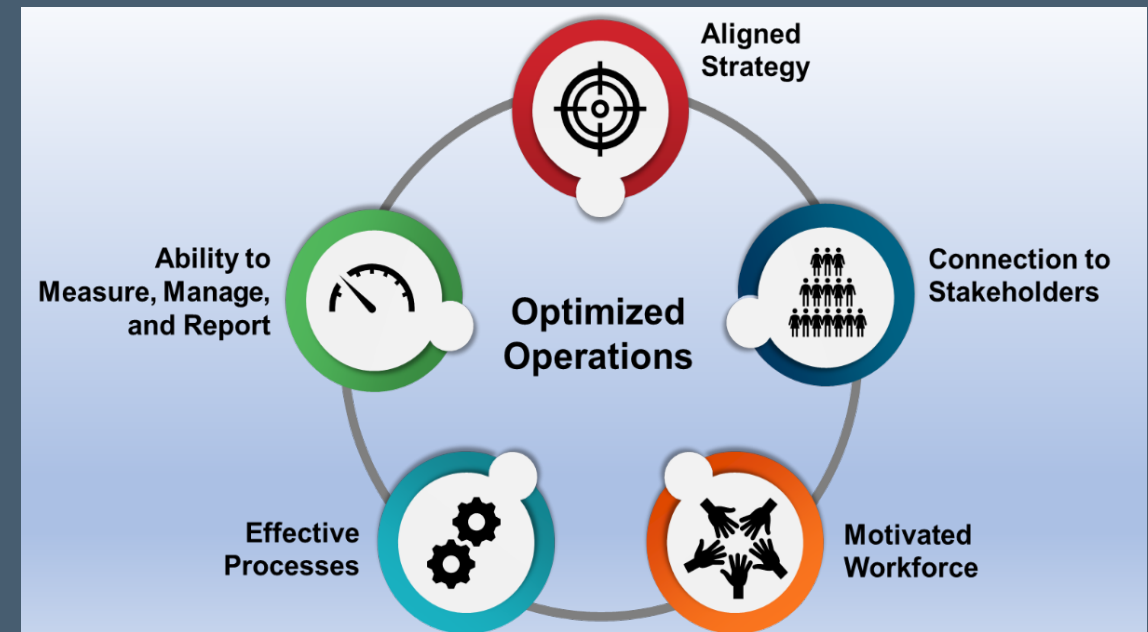 Aligned
Strategy
Connection to
Stakeholders
Motivated
Workforce
Effective
Processes
Ability to
Measure, Manage,
and Report
Optimized
Operations